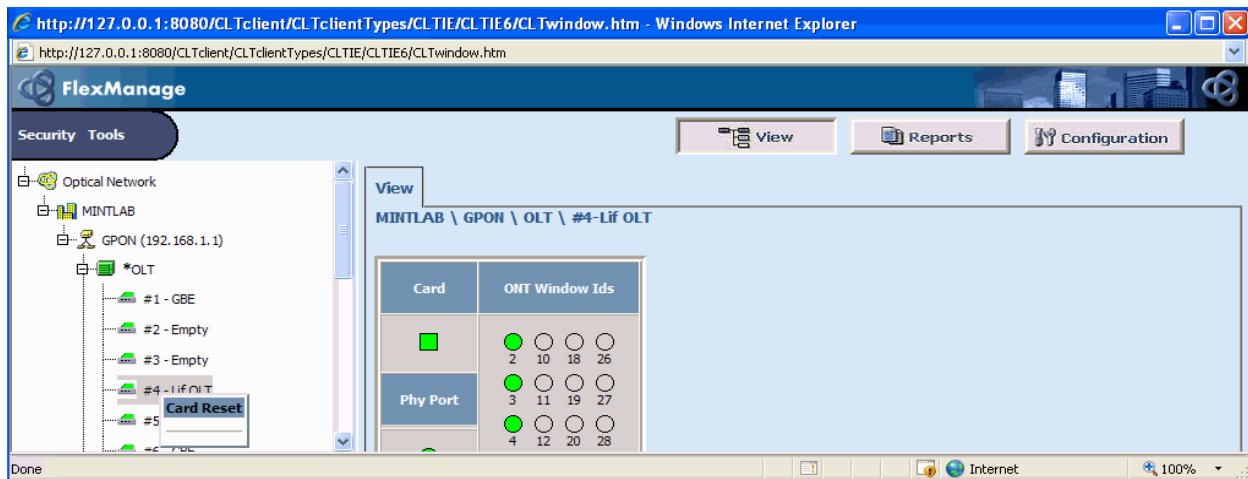 http://127.0.0.1:8080/CLTclient/CLTclientTypes/CLTIE/CLTIE6/CLTwindow.htm - Windows Internet Explorer
http://127.0.0.1:8080/CLTclient/CLTclientTypes/CLTIE/CLTIE6/CLTwindow.htm
FlexManage
Security Tools
View
Reports
Configuration
Optical Network
MINTLAB
GPON (192.168.1.1)
*OLT
#1 - GBE
#2 - Empty
#3 - Empty
#4 - Lif OLT
Card Reset
#5
View
MINTLAB \ GPON \ OLT \ #4-Lif OLT
Card
ONT Window Ids
2 10 18 26
Phy Port
3 11 19 27
4 12 20 28
Done
Internet
100%